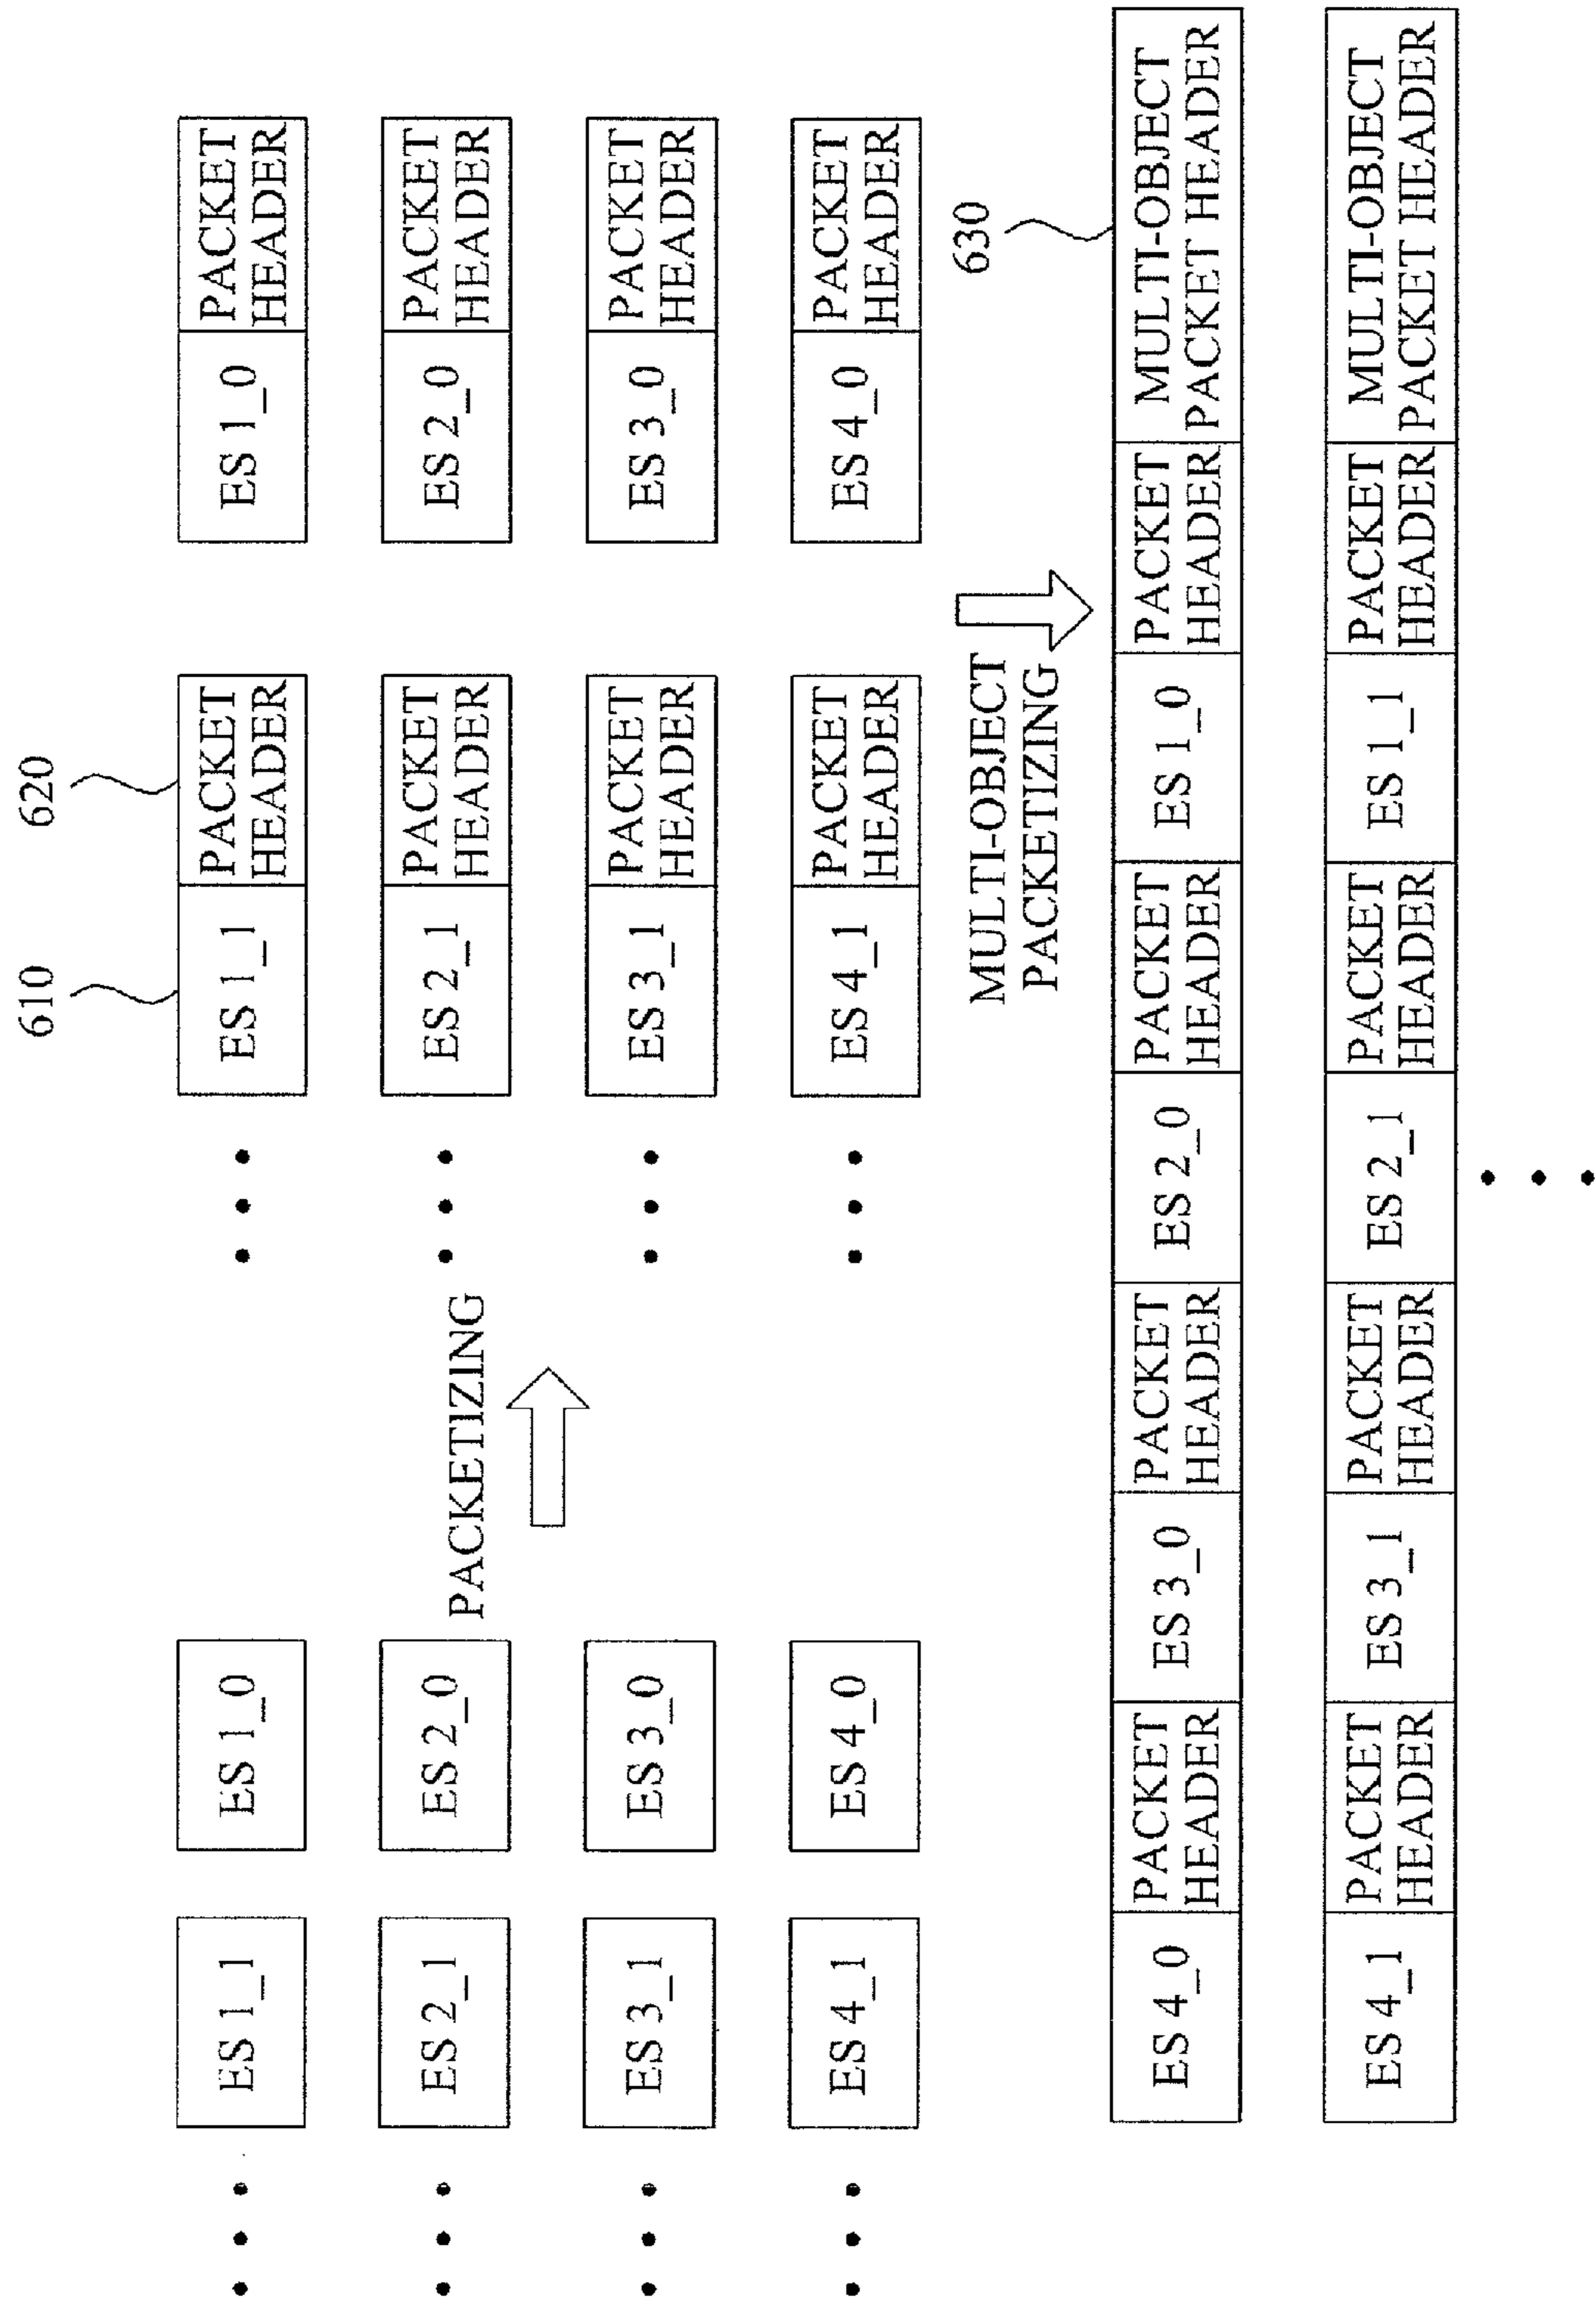 610
620
ES 1_1
ES 1_0
ES 1_1
PACKET
HEADER
ES 1_0
PACKET
HEADER
ES 2_1
ES 2_0
PACKETIZING
ES 2_1
PACKET
HEADER
ES 2_0
PACKET
HEADER
ES 3_1
ES 3_0
ES 3_1
PACKET
HEADER
ES 3_0
PACKET
HEADER
ES 4_1
ES 4_0
ES 4_1
PACKET
HEADER
ES 4_0
PACKET
HEADER
MULTI-OBJECT
PACKETIZING
630
ES 4_0
PACKET
HEADER
ES 3_0
PACKET
HEADER
ES 2_0
PACKET
HEADER
ES 1_0
PACKET
HEADER
MULTI-OBJECT
PACKET HEADER
ES 4_1
PACKET
HEADER
ES 3_1
PACKET
HEADER
ES 2_1
PACKET
HEADER
ES 1_1
PACKET
HEADER
MULTI-OBJECT
PACKET HEADER